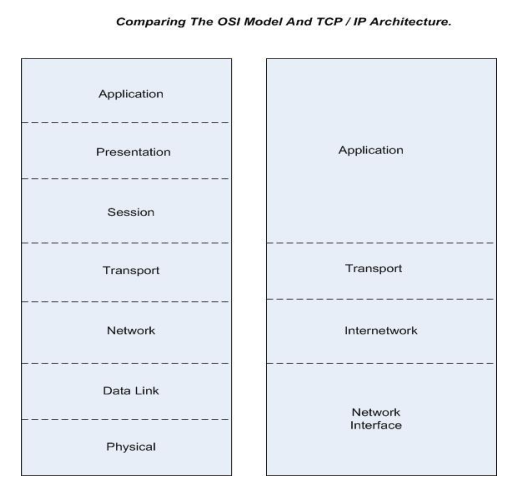 Comparing The OSI Model And TCP / IP Architecture.
Application
Presentation
Session
Transport
Network
Data Link
Physical
Application
Transport
Internetwork
Network
Interface